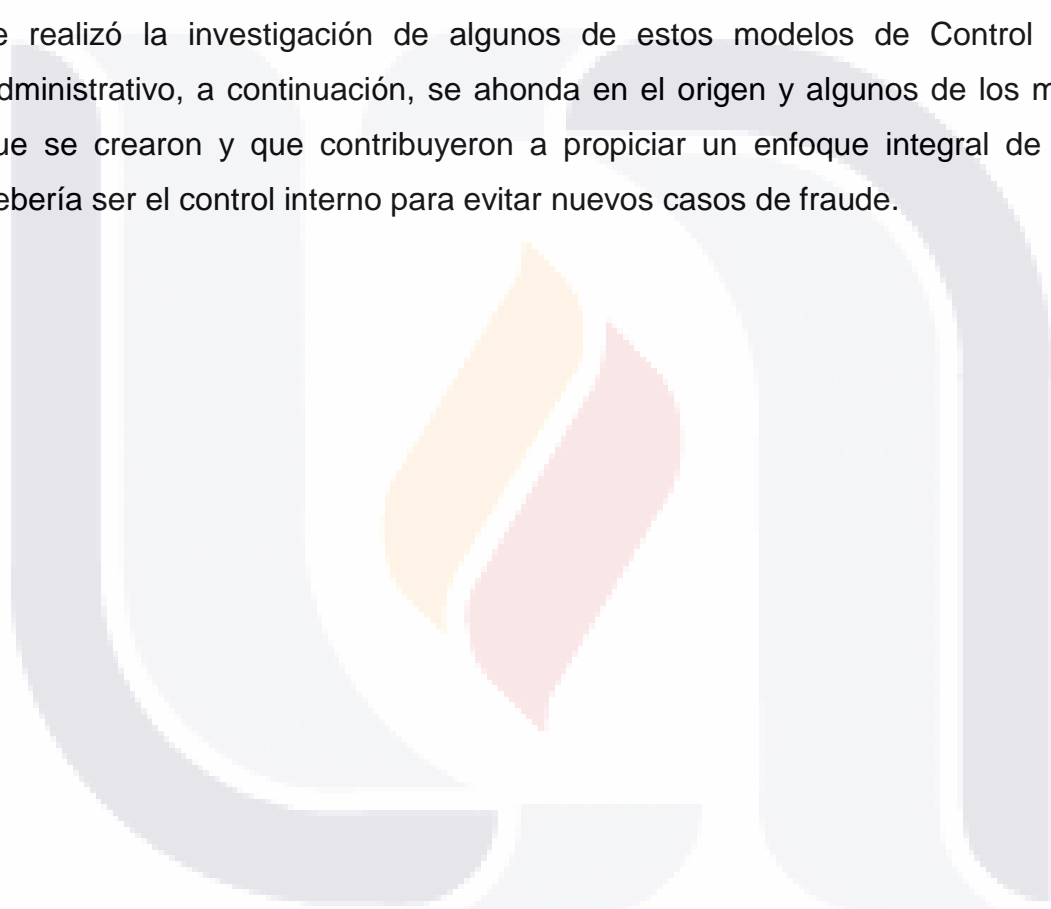 e realizó la investigación de algunos de estos modelos de Control
dministrativo, a continuación, se ahonda en el origen y algunos de los m
ue se crearon y que contribuyeron a propiciar un enfoque integral de
ebería ser el control interno para evitar nuevos casos de fraude.